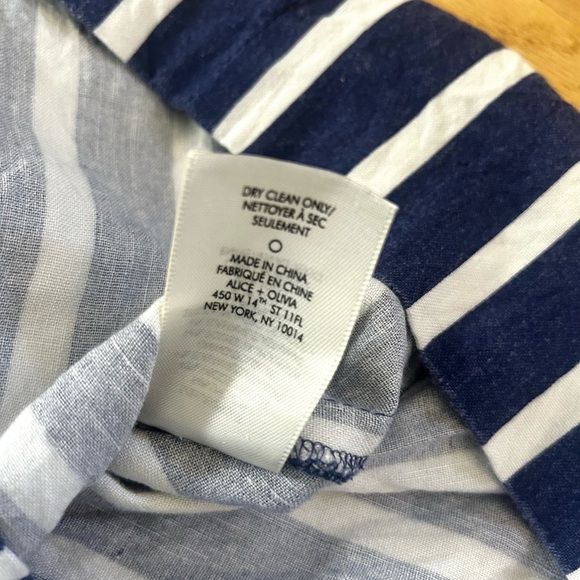 DRY CLEAN ONLY/
NETTOYER À SEC
SEULEMENT
MADE IN CHINA
FABRIQUÉ EN CHINE
ALICE + OLIVIA
450 W 14TH ST 11FL
NEW YORK, NY 10014